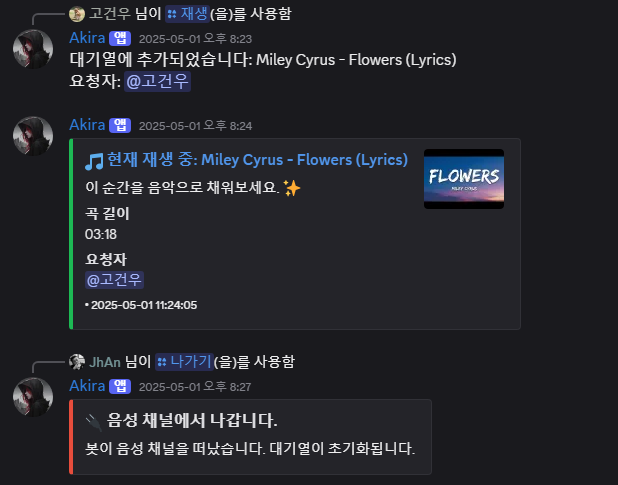 고건우 님이 재생(을)를 사용함
Akira 앱 2025-05-01 오후 8:23
대기열에 추가되었습니다: Miley Cyrus - Flowers (Lyrics)
요청자: @고건우
Akira 앱 2025-05-01 오후 8:24
🎵 현재 재생 중: Miley Cyrus - Flowers (Lyrics)
FLOWERS
MILEY CYRUS
이 순간을 음악으로 채워보세요. ✨
곡 길이
03:18
요청자
@고건우
• 2025-05-01 11:24:05
JhAn 님이 나가기(을)를 사용함
Akira 앱 2025-05-01 오후 8:27
🔌 음성 채널에서 나갑니다.
봇이 음성 채널을 떠났습니다. 대기열이 초기화됩니다.